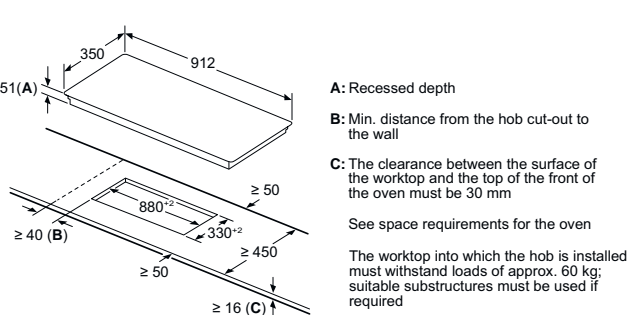 350
912
51(A)
A: Recessed depth
B: Min. distance from the hob cut-out to
the wall
C: The clearance between the surface of
the worktop and the top of the front of
the oven must be 30 mm
See space requirements for the oven
The worktop into which the hob is installed
must withstand loads of approx. 60 kg;
suitable substructures must be used if
required
≥ 50
880+2
330+2
≥ 40 (B)
≥ 450
≥ 50
≥ 16 (C)